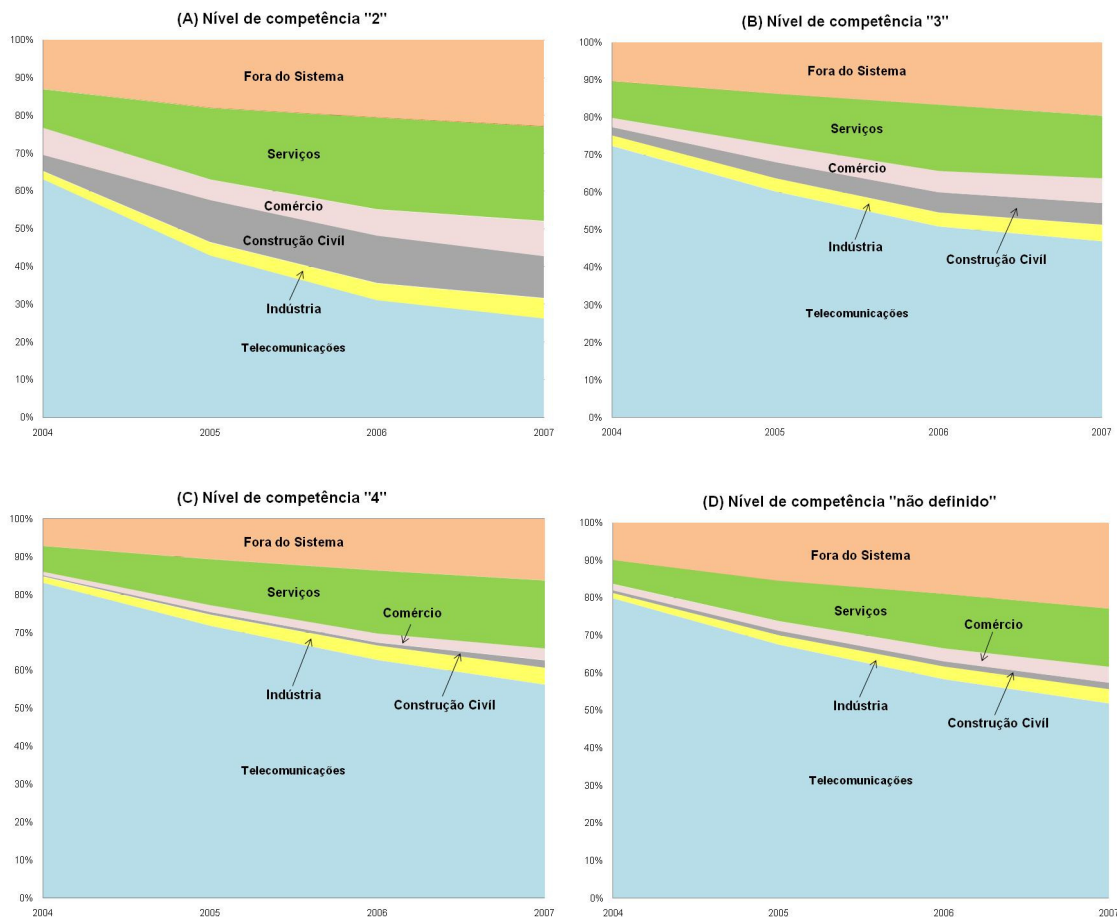 (A) Nível de competência "2"
100%
90%
80%
70%
60%
50%
40%
30%
20%
10%
0%
Fora do Sistema
Serviços
Comércio
Construção Civíl
Indústria
Telecomunicações
2004 2005 2006 2007
(B) Nível de competência "3"
100%
90%
80%
70%
60%
50%
40%
30%
20%
10%
0%
Fora do Sistema
Serviços
Comércio
Indústria
Construção Civíl
Telecomunicações
2004 2005 2006 2007
(C) Nível de competência "4"
100%
90%
80%
70%
60%
50%
40%
30%
20%
10%
0%
Fora do Sistema
Serviços
Comércio
Indústria
Construção Civíl
Telecomunicações
2004 2005 2006 2007
(D) Nível de competência "não definido"
100%
90%
80%
70%
60%
50%
40%
30%
20%
10%
0%
Fora do Sistema
Serviços
Comércio
Indústria
Construção Civíl
Telecomunicações
2004 2005 2006 2007